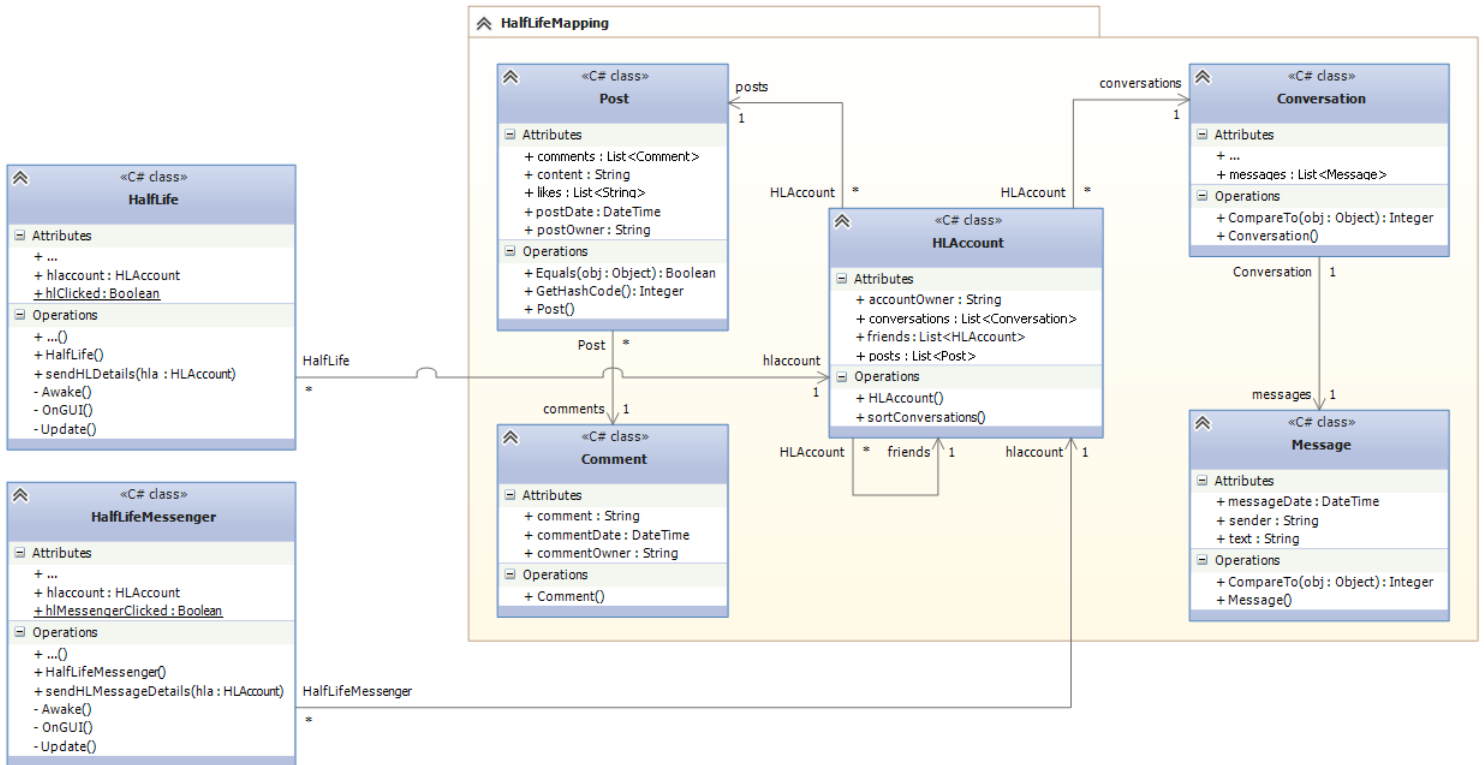 HalfLifeMapping
«C# class»
Post
Attributes
+ comments : List<Comment>
+ content : String
+ likes : List<String>
+ postDate : DateTime
+ postOwner : String
Operations
+ Equals(obj : Object) : Boolean
+ GetHashCode() : Integer
+ Post()
posts
1
HLAccount
*
conversations
1
HLAccount
*
«C# class»
Conversation
Attributes
+ ...
+ messages : List<Message>
Operations
+ CompareTo(obj : Object) : Integer
+ Conversation()
«C# class»
HalfLife
Attributes
+ ...
+ hlaccount : HLAccount
+ hlClicked : Boolean
Operations
+ ...()
+ HalfLife()
+ sendHLDetails(hla : HLAccount)
- Awake()
- OnGUI()
- Update()
HalfLife
*
hlaccount
1
«C# class»
HLAccount
Attributes
+ accountOwner : String
+ conversations : List<Conversation>
+ friends : List<HLAccount>
+ posts : List<Post>
Operations
+ HLAccount()
+ sortConversations()
Post
*
comments
1
Conversation
1
messages
1
«C# class»
Comment
Attributes
+ comment : String
+ commentDate : DateTime
+ commentOwner : String
Operations
+ Comment()
HLAccount
*
friends
1
hlaccount
1
«C# class»
Message
Attributes
+ messageDate : DateTime
+ sender : String
+ text : String
Operations
+ CompareTo(obj : Object) : Integer
+ Message()
«C# class»
HalfLifeMessenger
Attributes
+ ...
+ hlaccount : HLAccount
+ hlMessengerClicked : Boolean
Operations
+ ...()
+ HalfLifeMessenger()
+ sendHLMessageDetails(hla : HLAccount)
- Awake()
- OnGUI()
- Update()
HalfLifeMessenger
*